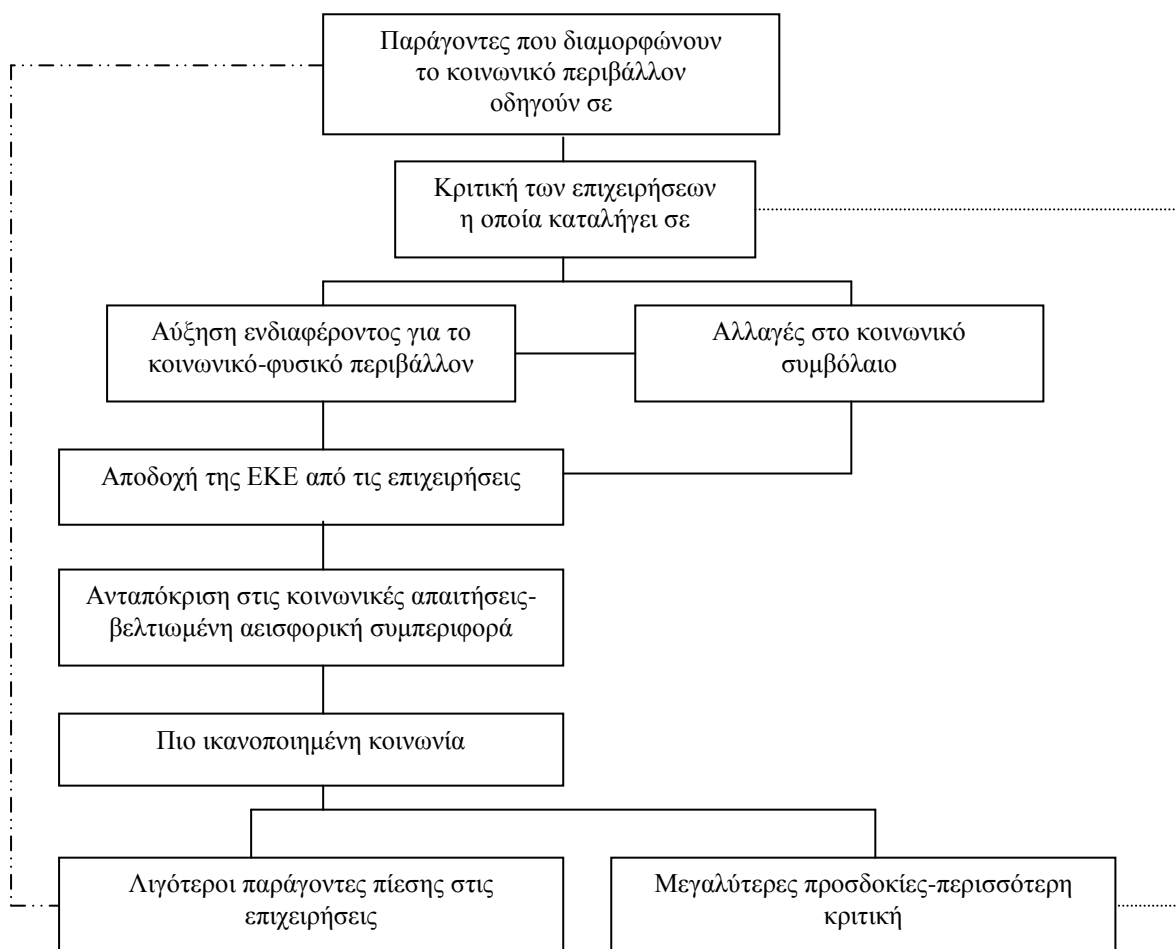 Παράγοντες που διαμορφώνουν
το κοινωνικό περιβάλλον
οδηγούν σε
Κριτική των επιχειρήσεων
η οποία καταλήγει σε
Αύξηση ενδιαφέροντος για το
κοινωνικό-φυσικό περιβάλλον
Αλλαγές στο κοινωνικό
συμβόλαιο
Αποδοχή της ΕΚΕ από τις επιχειρήσεις
Ανταπόκριση στις κοινωνικές απαιτήσεις-
βελτιωμένη αεισφορική συμπεριφορά
Πιο ικανοποιημένη κοινωνία
Λιγότεροι παράγοντες πίεσης στις
επιχειρήσεις
Μεγαλύτερες προσδοκίες-περισσότερη
κριτική